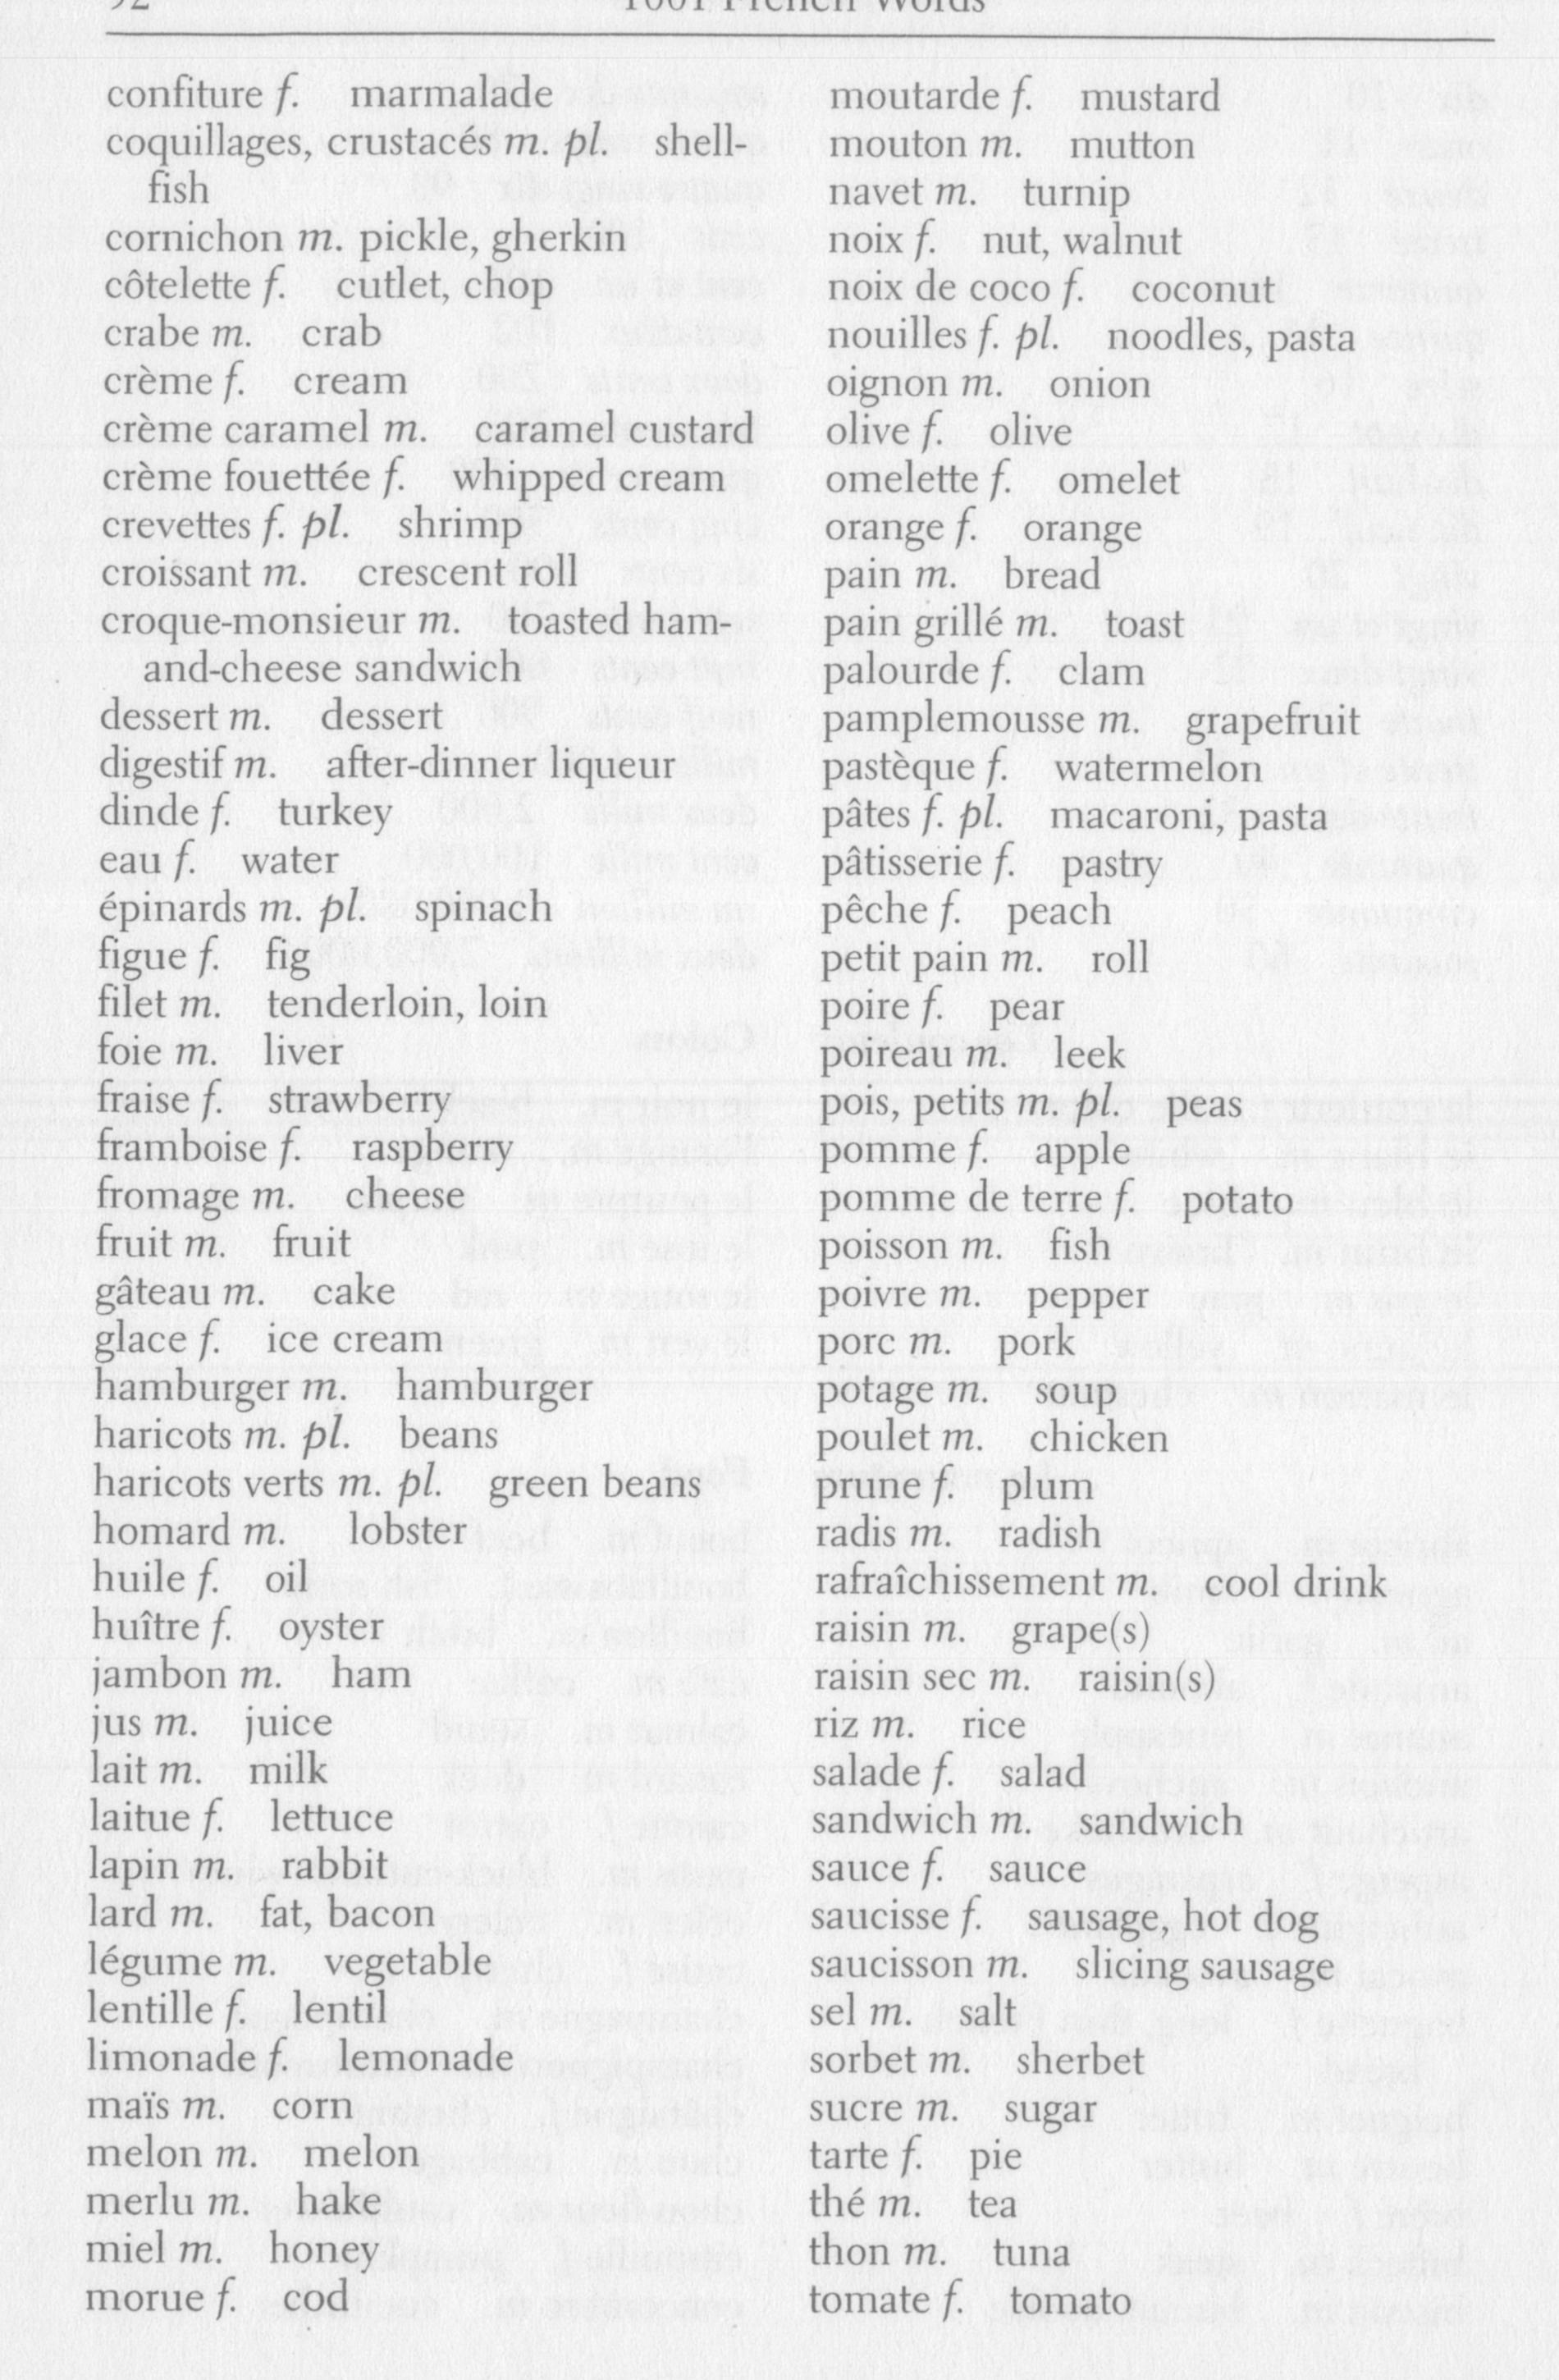 92 1001 French Words
confiture f. marmalade
coquillages, crustacés m. pl. shell-
fish
cornichon m. pickle, gherkin
côtelette f. cutlet, chop
crabe m. crab
crème f. cream
crème caramel m. caramel custard
crème fouettée f. whipped cream
crevettes f. pl. shrimp
croissant m. crescent roll
croque-monsieur m. toasted ham-
and-cheese sandwich
dessert m. dessert
digestif m. after-dinner liqueur
dinde f. turkey
eau f. water
épinards m. pl. spinach
figue f. fig
filet m. tenderloin, loin
foie m. liver
fraise f. strawberry
framboise f. raspberry
fromage m. cheese
fruit m. fruit
gâteau m. cake
glace f. ice cream
hamburger m. hamburger
haricots m. pl. beans
haricots verts m. pl. green beans
homard m. lobster
huile f. oil
huître f. oyster
jambon m. ham
jus m. juice
lait m. milk
laitue f. lettuce
lapin m. rabbit
lard m. fat, bacon
légume m. vegetable
lentille f. lentil
limonade f. lemonade
maïs m. corn
melon m. melon
merlu m. hake
miel m. honey
morue f. cod
moutarde f. mustard
mouton m. mutton
navet m. turnip
noix f. nut, walnut
noix de coco f. coconut
nouilles f. pl. noodles, pasta
oignon m. onion
olive f. olive
omelette f. omelet
orange f. orange
pain m. bread
pain grillé m. toast
palourde f. clam
pamplemousse m. grapefruit
pastèque f. watermelon
pâtes f. pl. macaroni, pasta
pâtisserie f. pastry
pêche f. peach
petit pain m. roll
poire f. pear
poireau m. leek
pois, petits m. pl. peas
pomme f. apple
pomme de terre f. potato
poisson m. fish
poivre m. pepper
porc m. pork
potage m. soup
poulet m. chicken
prune f. plum
radis m. radish
rafraîchissement m. cool drink
raisin m. grape(s)
raisin sec m. raisin(s)
riz m. rice
salade f. salad
sandwich m. sandwich
sauce f. sauce
saucisse f. sausage, hot dog
saucisson m. slicing sausage
sel m. salt
sorbet m. sherbet
sucre m. sugar
tarte f. pie
thé m. tea
thon m. tuna
tomate f. tomato